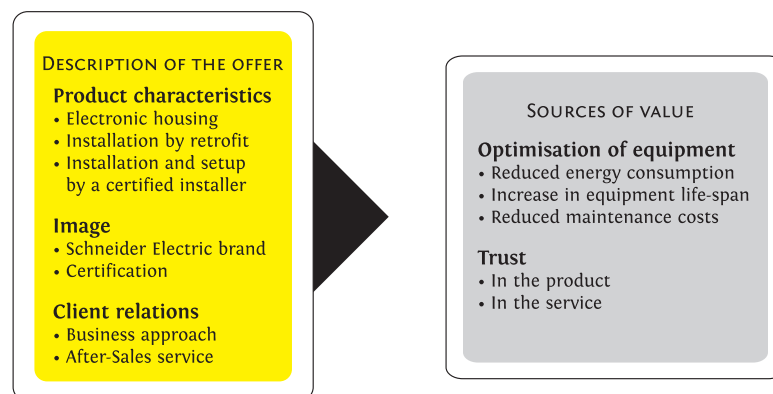 DESCRIPTION OF THE OFFER
Product characteristics
• Electronic housing
• Installation by retrofit
• Installation and setup
by a certified installer
Image
• Schneider Electric brand
• Certification
Client relations
• Business approach
• After-Sales service
SOURCES OF VALUE
Optimisation of equipment
• Reduced energy consumption
• Increase in equipment life-span
• Reduced maintenance costs
Trust
• In the product
• In the service